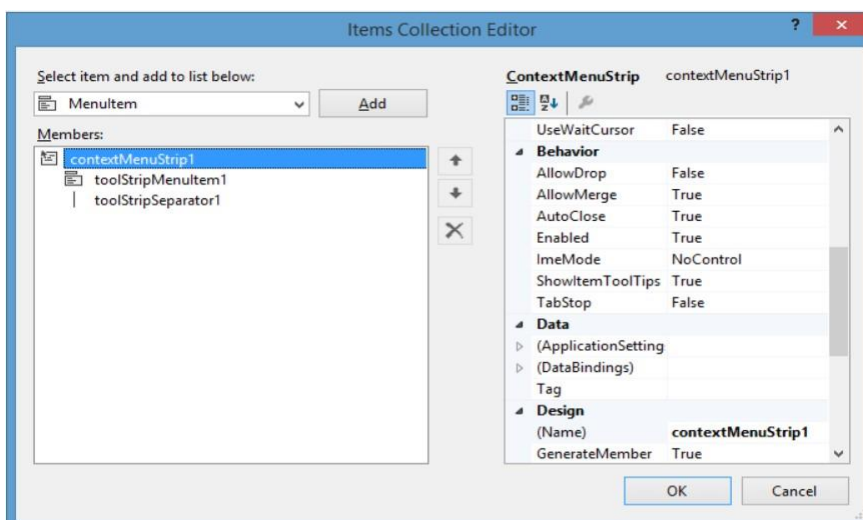 Items Collection Editor
?
×
Select item and add to list below:
MenuItem
Add
Members:
contextMenuStrip1
toolStripMenuItem1
toolStripSeparator1
ContextMenuStrip contextMenuStrip1
UseWaitCursor False
Behavior
AllowDrop False
AllowMerge True
AutoClose True
Enabled True
ImeMode NoControl
ShowItemToolTips True
TabStop False
Data
(ApplicationSetting
(DataBindings)
Tag
Design
(Name) contextMenuStrip1
GenerateMember True
OK Cancel